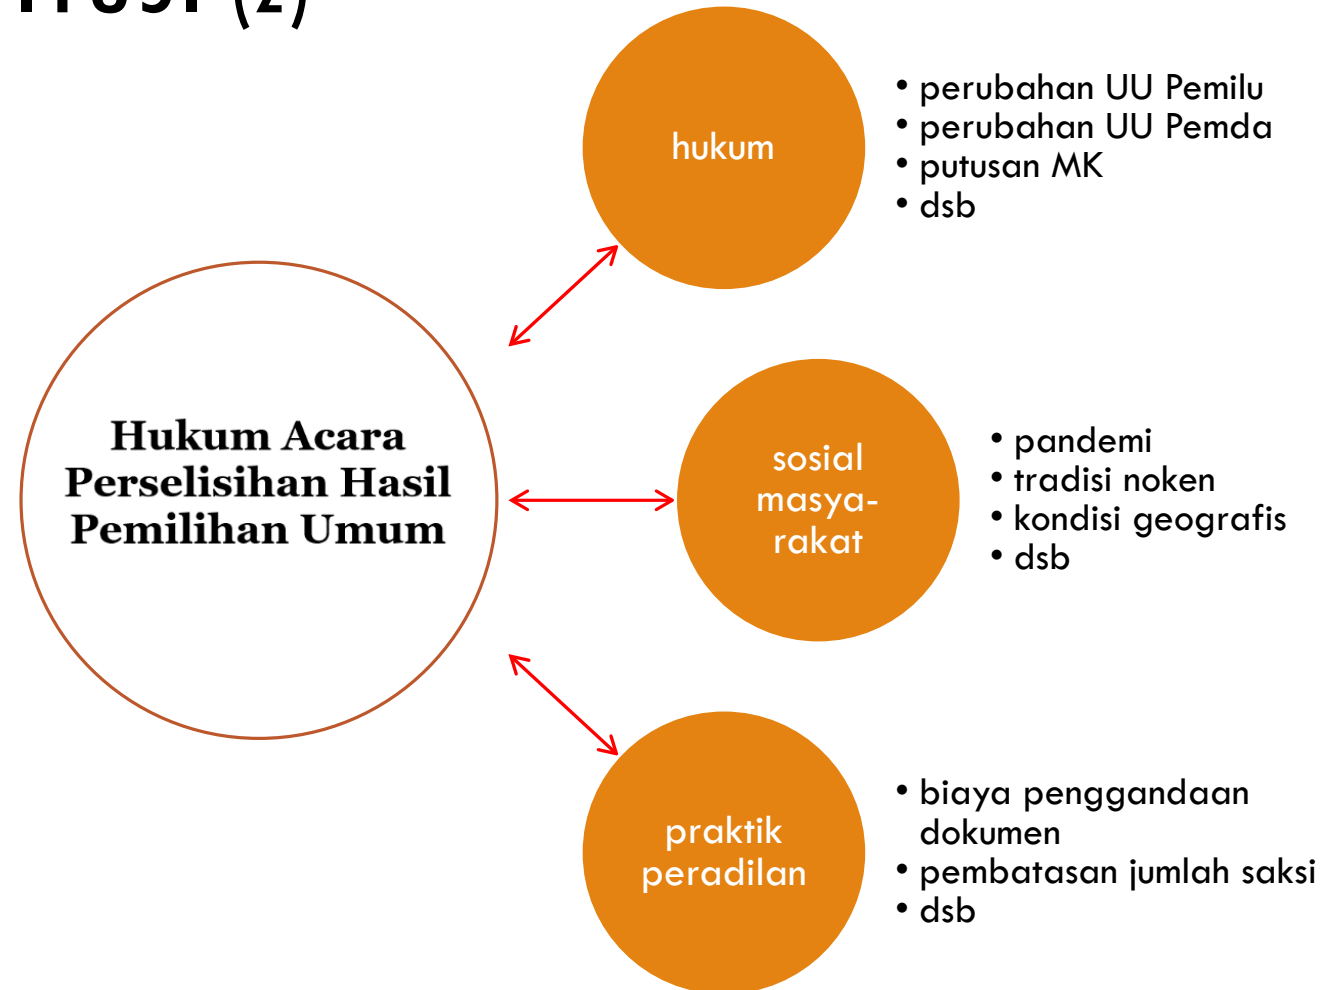 (2)
hukum
• perubahan UU Pemilu
• perubahan UU Pemda
• putusan MK
• dsb
Hukum Acara
Perselisihan Hasil
Pemilihan Umum
sosial
masya-
rakat
• pandemi
• tradisi noken
• kondisi geografis
• dsb
praktik
peradilan
• biaya penggandaan
dokumen
• pembatasan jumlah saksi
• dsb